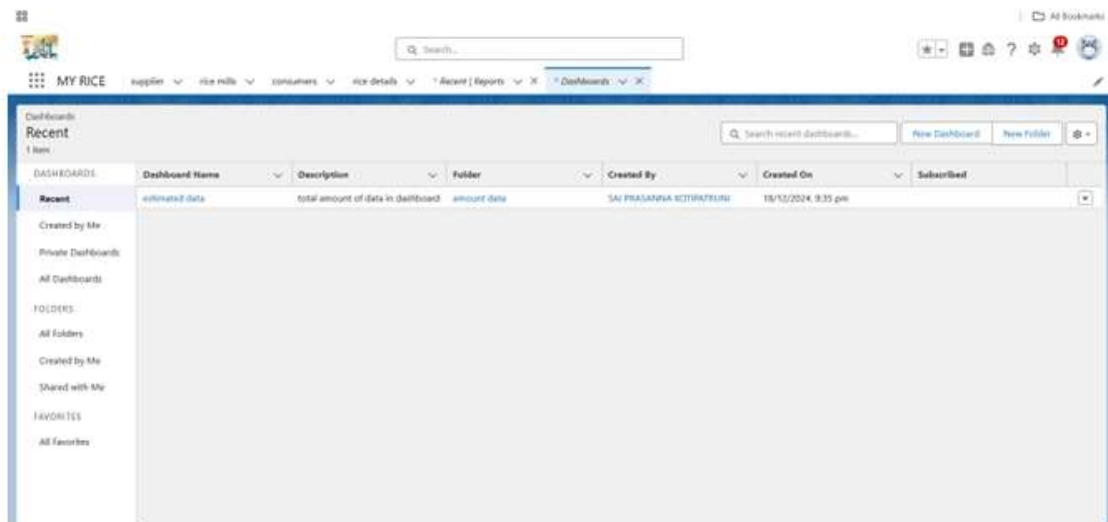 All Bookmarks
Search...
12
MY RICE
supplier
rice mills
consumers
rice details
* Recent | Reports
* Dashboards
Dashboards
Recent
1 item
Search recent dashboards...
New Dashboard
New Folder
DASHBOARDS
Dashboard Name
Description
Folder
Created By
Created On
Subscribed
Recent
estimated data
total amount of data in dashboard
amount data
SAI PRASANNA KOTIPATRUNI
18/12/2024, 9:35 pm
Created by Me
Private Dashboards
All Dashboards
FOLDERS
All Folders
Created by Me
Shared with Me
FAVORITES
All Favorites